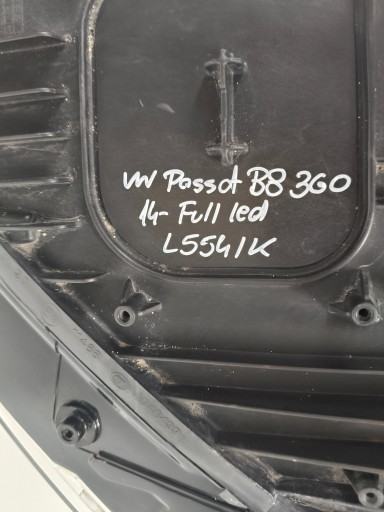 VW Passat B8 3G0
14- Full led
L5541K